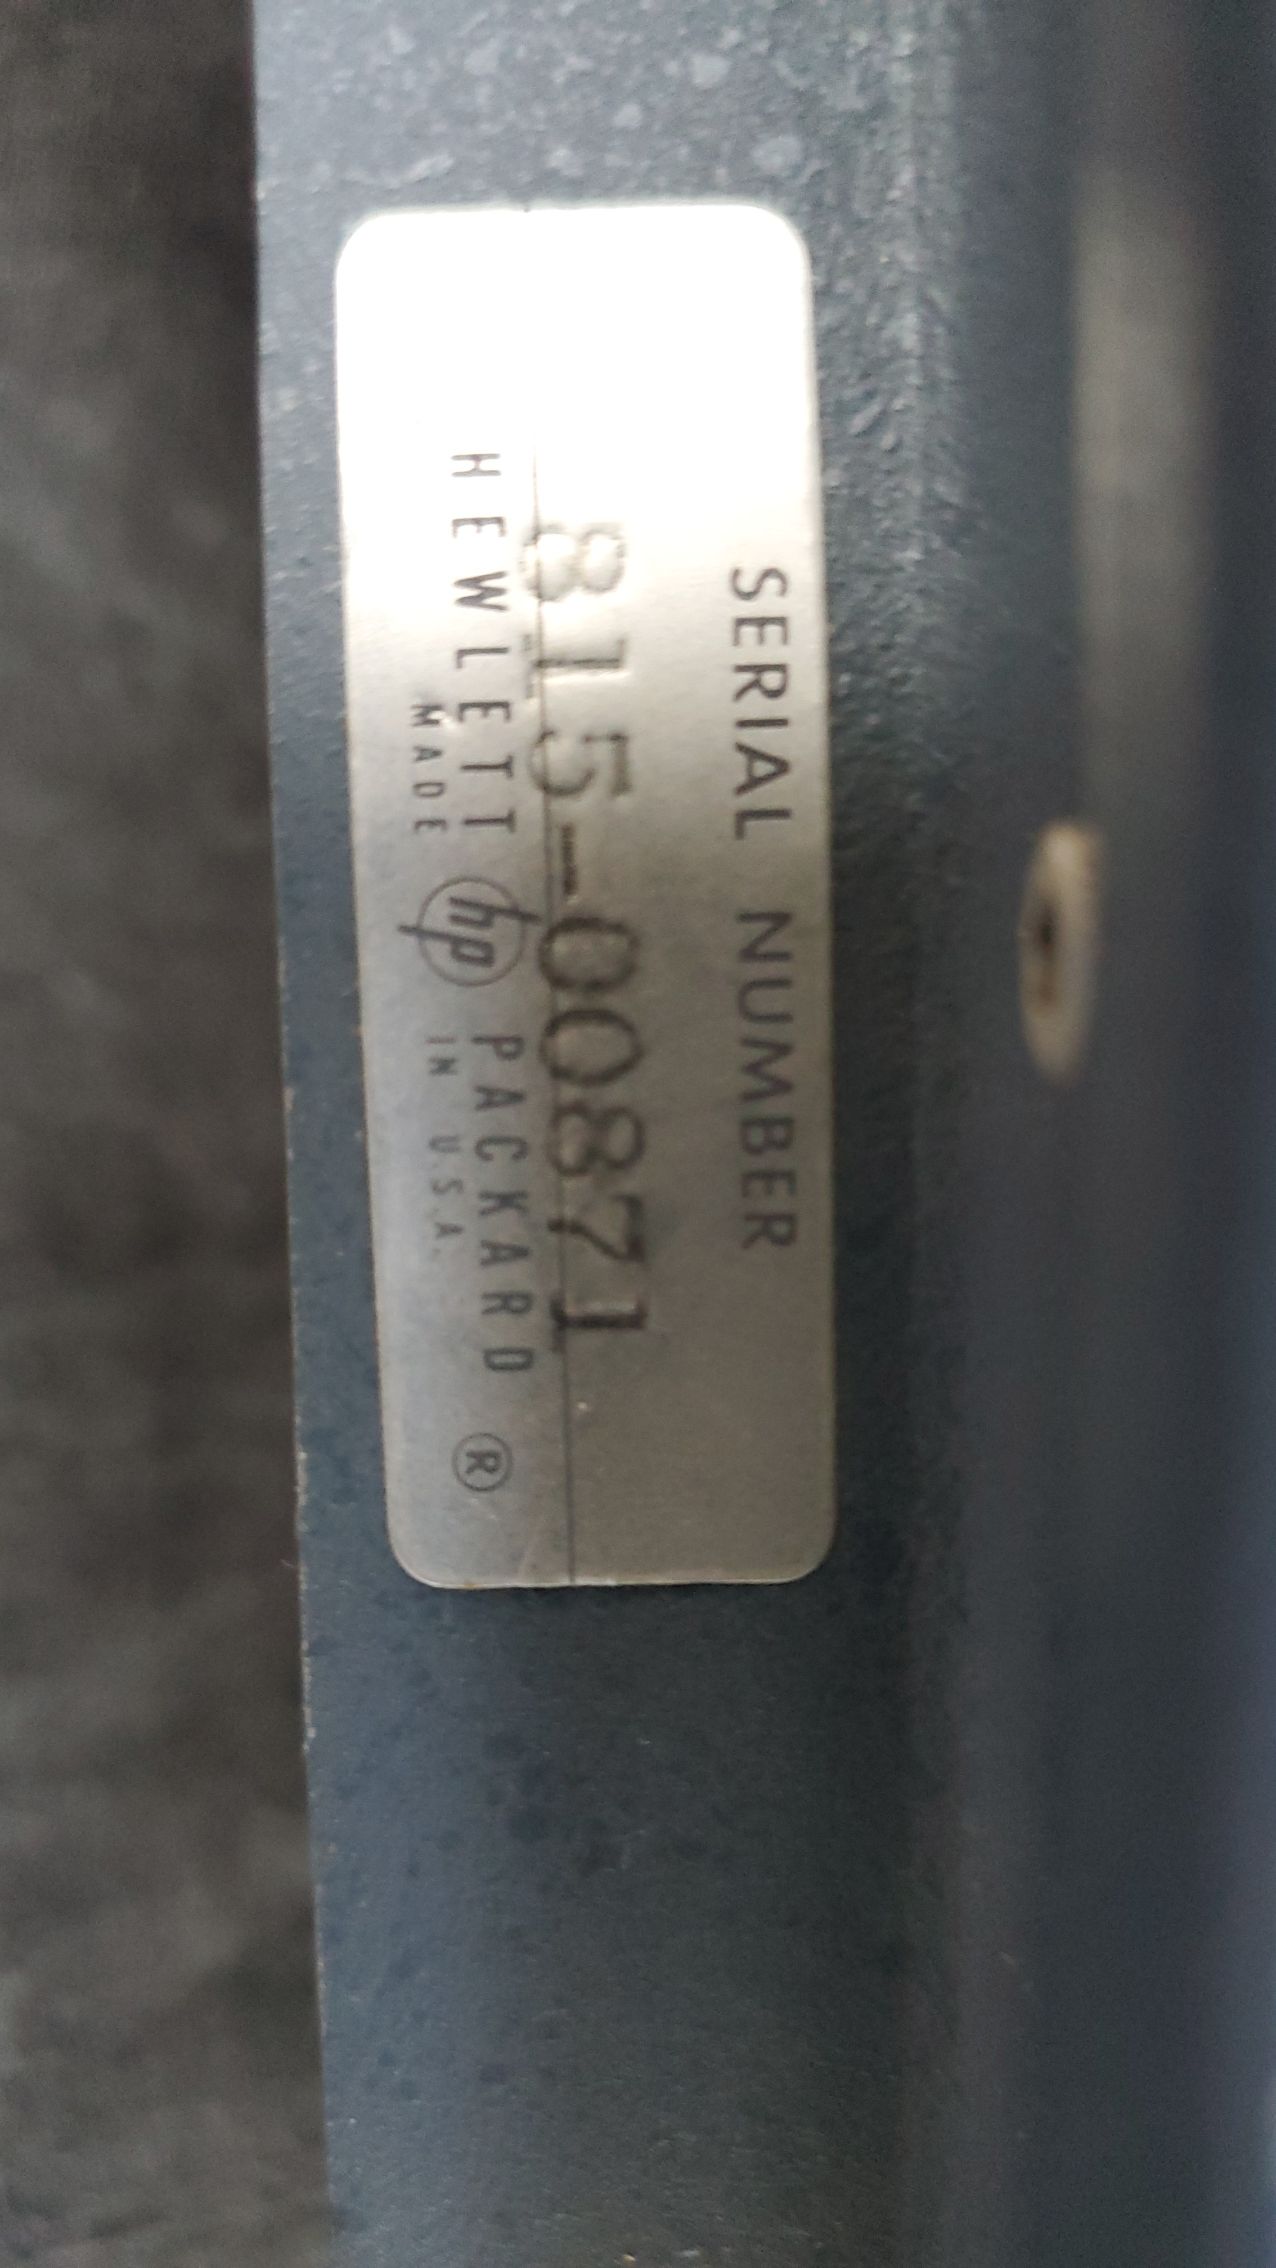 SERIAL NUMBER
815-00871
HEWLETT hp PACKARD ®
MADE IN U.S.A.